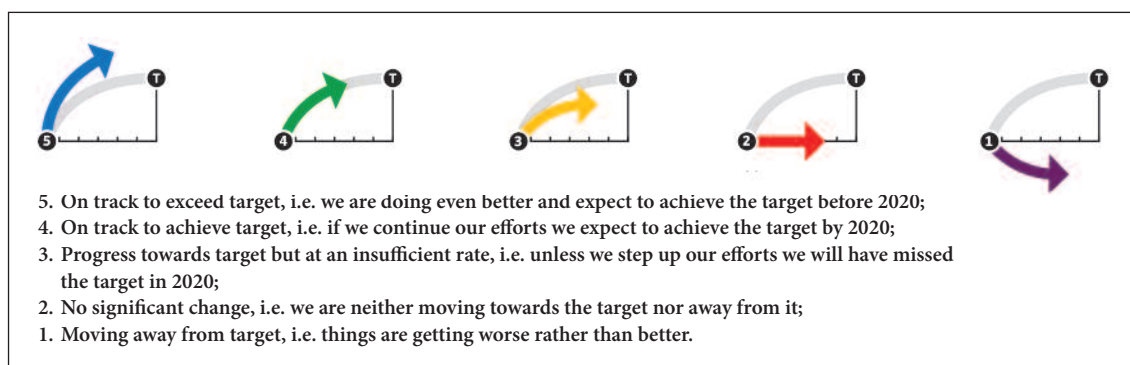 T T T T T
5 4 3 2 1
5. On track to exceed target, i.e. we are doing even better and expect to achieve the target before 2020;
4. On track to achieve target, i.e. if we continue our efforts we expect to achieve the target by 2020;
3. Progress towards target but at an insufficient rate, i.e. unless we step up our efforts we will have missed
the target in 2020;
2. No significant change, i.e. we are neither moving towards the target nor away from it;
1. Moving away from target, i.e. things are getting worse rather than better.